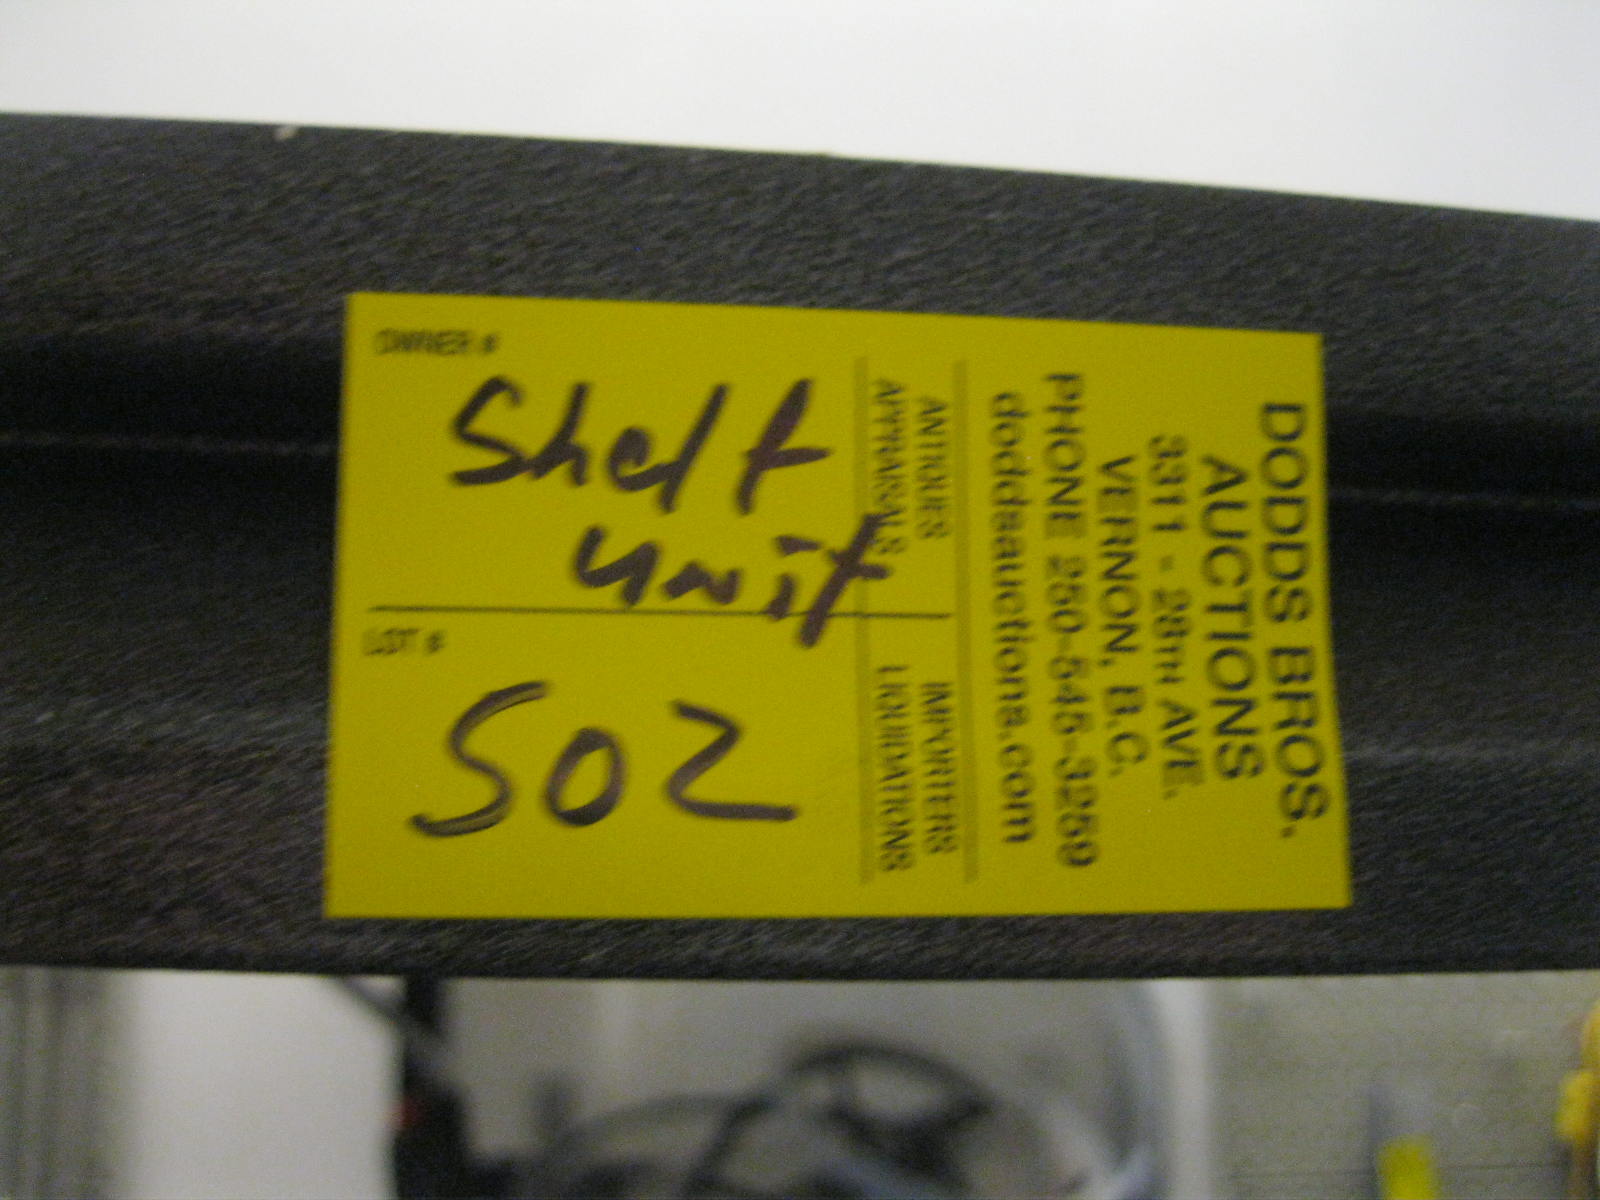 OWNER #
Shelf
unit
LOT #
502
DODDS BROS.
AUCTIONS
3311 - 28TH AVE.
VERNON, B.C.
PHONE 250-545-3259
doddsauctions.com
ANTIQUES IMPORTERS
APPRAISALS LIQUIDATIONS